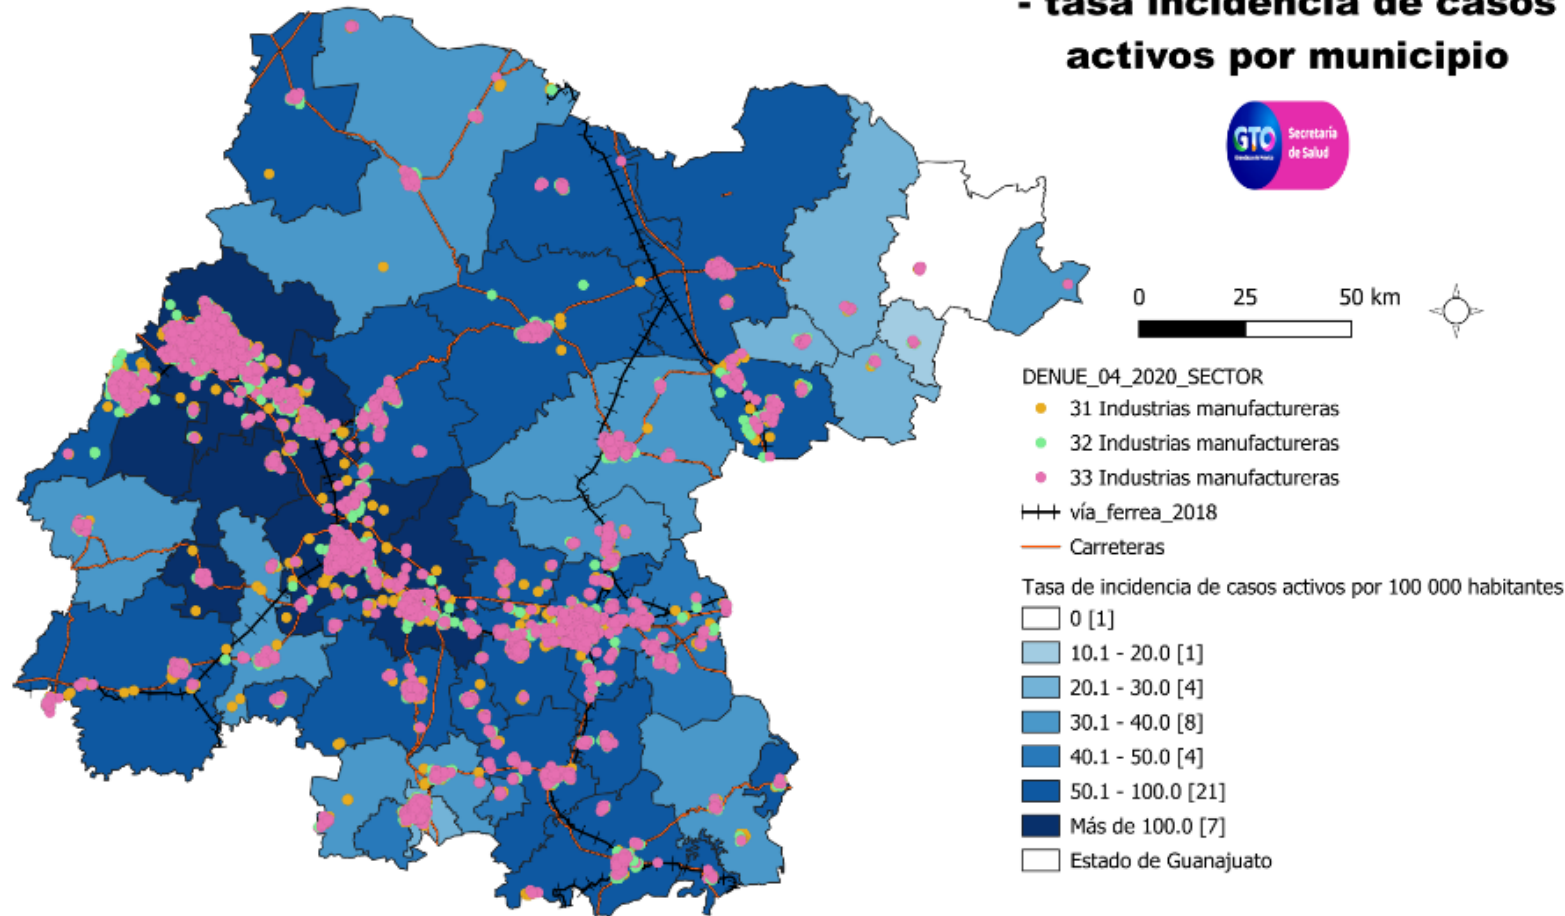 - tasa incidencia de casos
activos por municipio
GTO
Secretaría
de Salud
0 25 50 km
DENUE_04_2020_SECTOR
31 Industrias manufactureras
32 Industrias manufactureras
33 Industrias manufactureras
vía_ferrea_2018
Carreteras
Tasa de incidencia de casos activos por 100 000 habitantes
0 [1]
10.1 - 20.0 [1]
20.1 - 30.0 [4]
30.1 - 40.0 [8]
40.1 - 50.0 [4]
50.1 - 100.0 [21]
Más de 100.0 [7]
Estado de Guanajuato